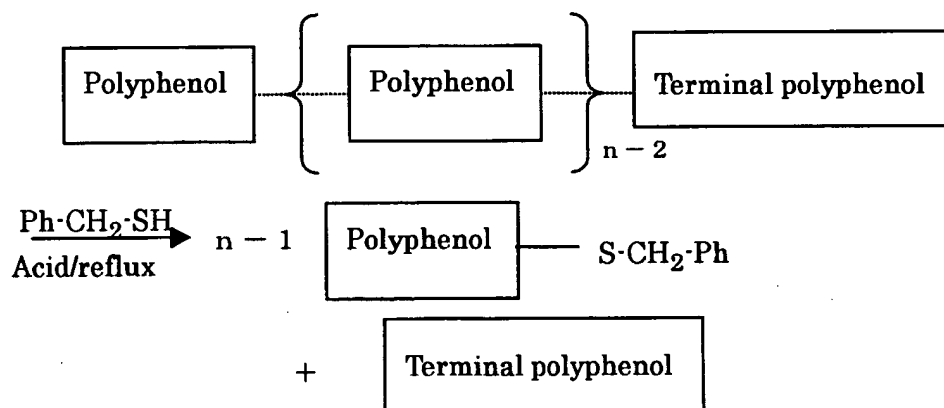 Polyphenol Polyphenol Terminal polyphenol
n - 2
Ph-CH2-SH n - 1 Polyphenol S-CH2-Ph
Acid/reflux
+ Terminal polyphenol